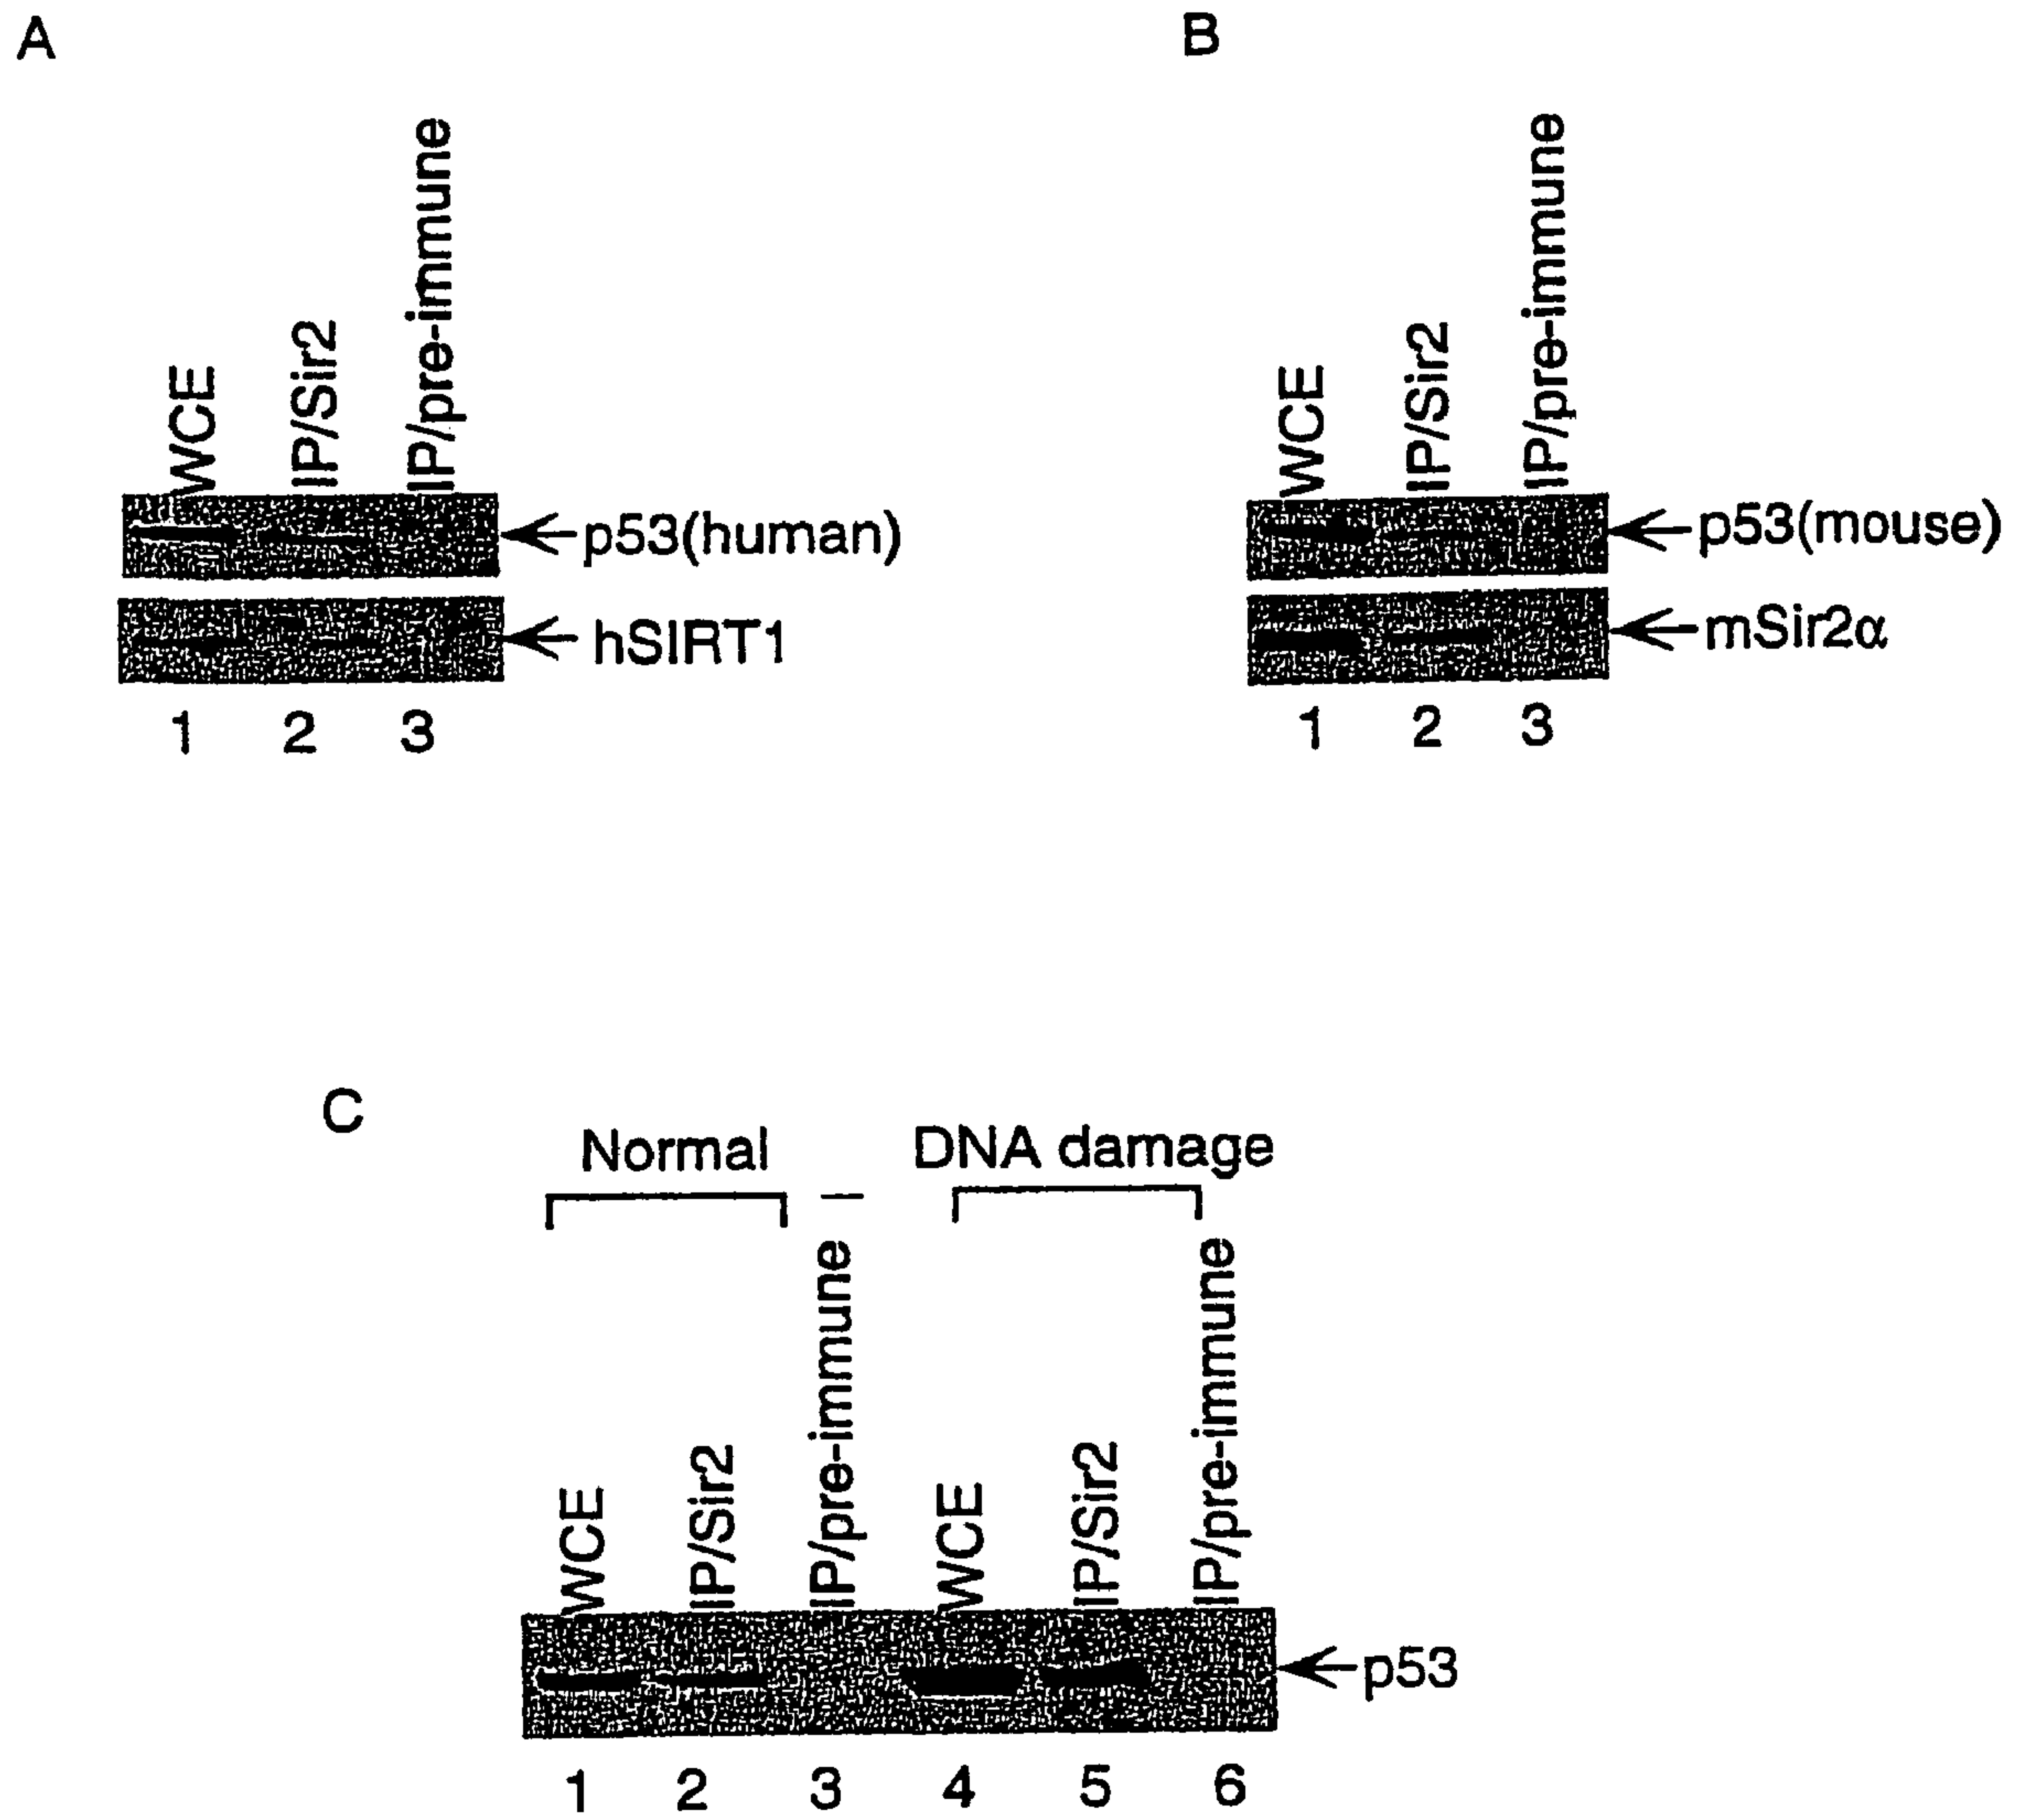 A
WCE
IP/Sir2
IP/pre-immune
p53(human)
hSIRT1
1 2 3
B
WCE
IP/Sir2
IP/pre-immune
p53(mouse)
mSir2α
1 2 3
C
Normal
DNA damage
WCE
IP/Sir2
IP/pre-immune
WCE
IP/Sir2
IP/pre-immune
p53
1 2 3 4 5 6